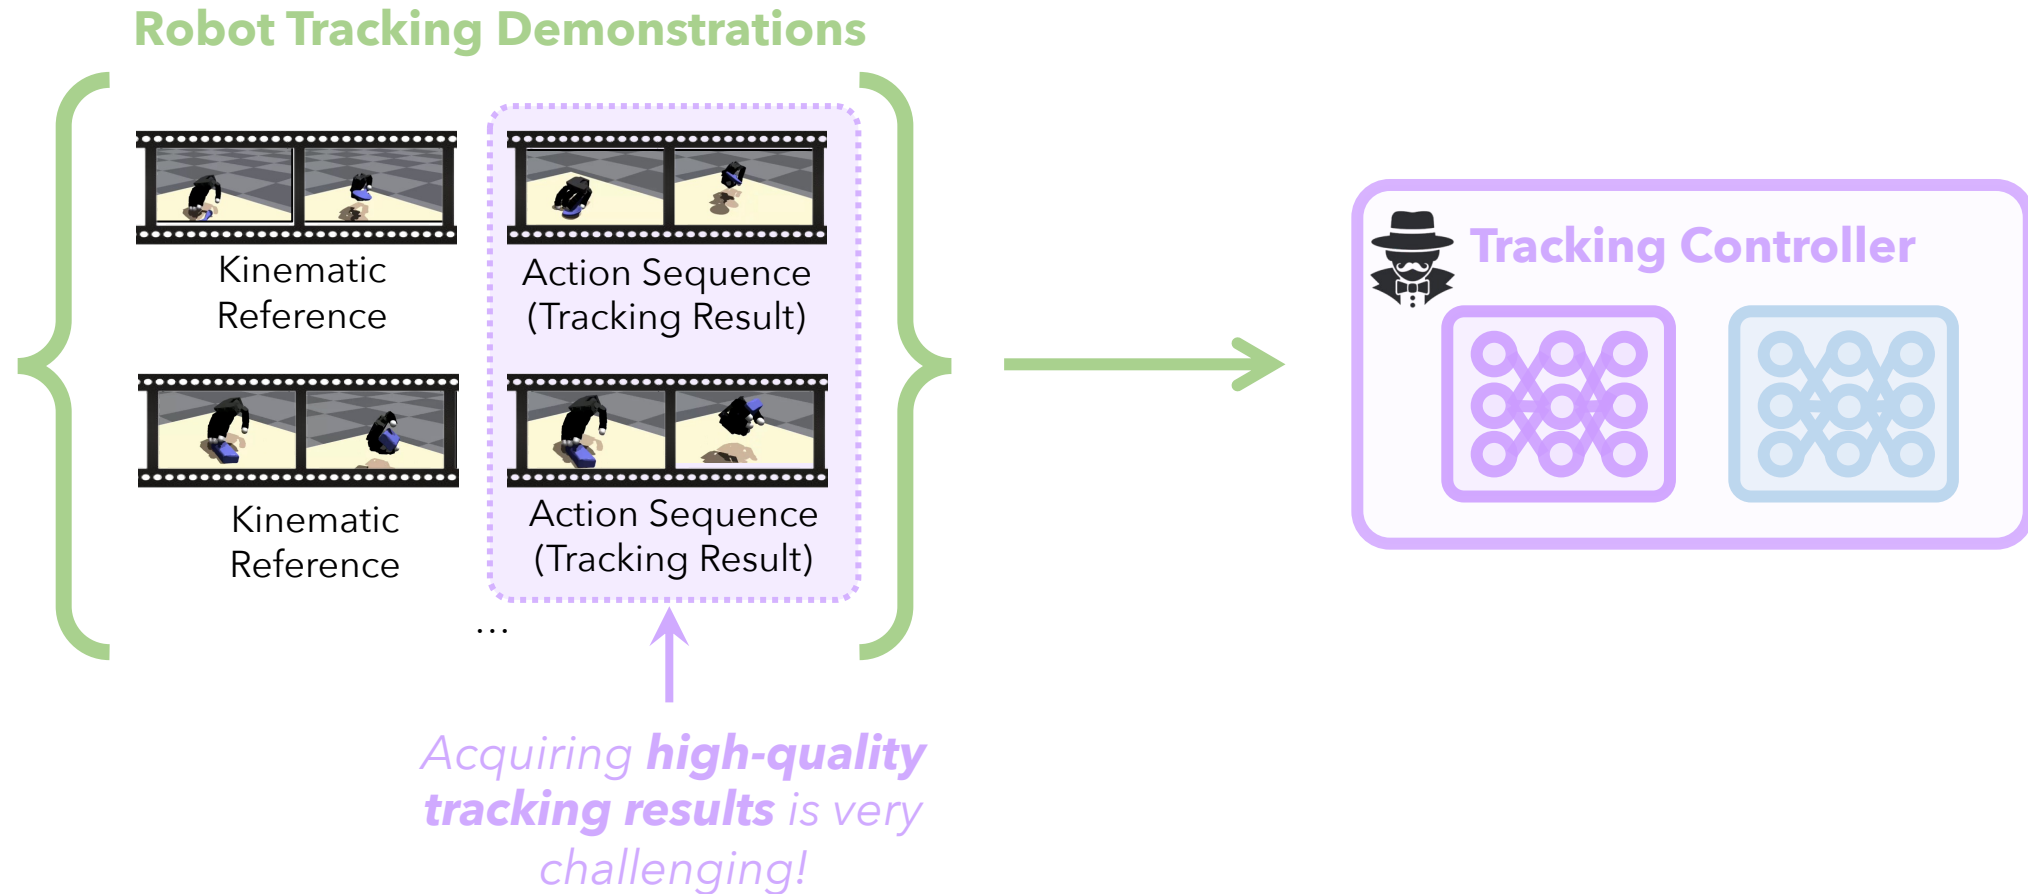 Robot Tracking Demonstrations
Kinematic
Reference
Action Sequence
(Tracking Result)
Kinematic
Reference
Action Sequence
(Tracking Result)
...
Acquiring high-quality
tracking results is very
challenging!
Tracking Controller